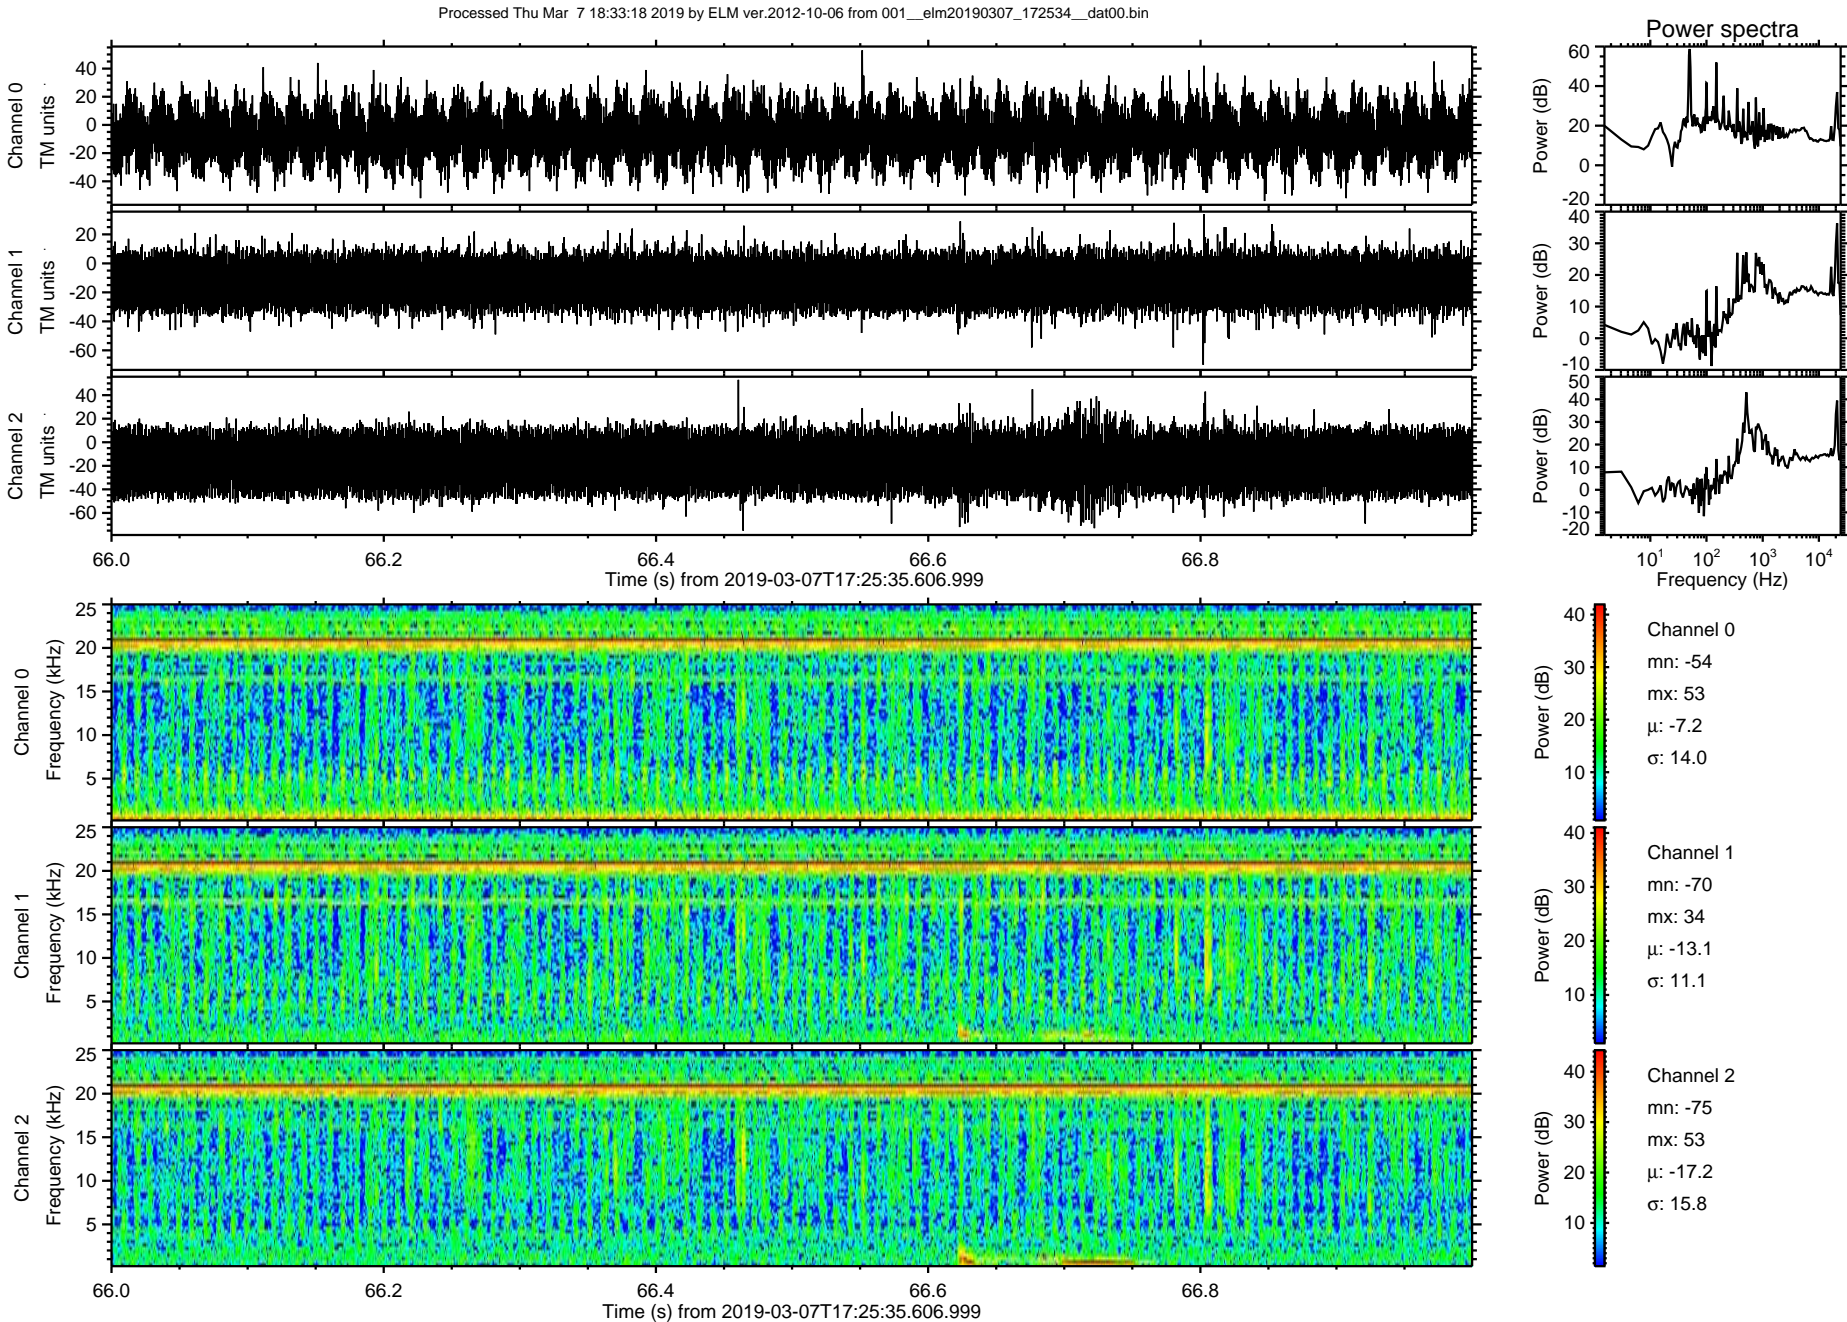 Processed Thu Mar  7 18:33:18 2019 by ELM ver.2012-10-06 from 001__elm20190307_172534__dat00.bin
Power spectra
Channel 0
TM units
40
20
0
-20
-40
Power (dB)
60
40
20
0
-20
Channel 1
TM units
20
0
-20
-40
-60
Power (dB)
40
30
20
10
0
-10
Channel 2
TM units
40
20
0
-20
-40
-60
Power (dB)
50
40
30
20
10
0
-10
-20
66.0 66.2 66.4 66.6 66.8
Time (s) from 2019-03-07T17:25:35.606.999
10^1 10^2 10^3 10^4
Frequency (Hz)
Channel 0
Frequency (kHz)
25
20
15
10
5
Power (dB)
40
30
20
10
Channel 0
mn: -54
mx: 53
μ: -7.2
σ: 14.0
Channel 1
Frequency (kHz)
25
20
15
10
5
Power (dB)
40
30
20
10
Channel 1
mn: -70
mx: 34
μ: -13.1
σ: 11.1
Channel 2
Frequency (kHz)
25
20
15
10
5
Power (dB)
40
30
20
10
Channel 2
mn: -75
mx: 53
μ: -17.2
σ: 15.8
66.0 66.2 66.4 66.6 66.8
Time (s) from 2019-03-07T17:25:35.606.999